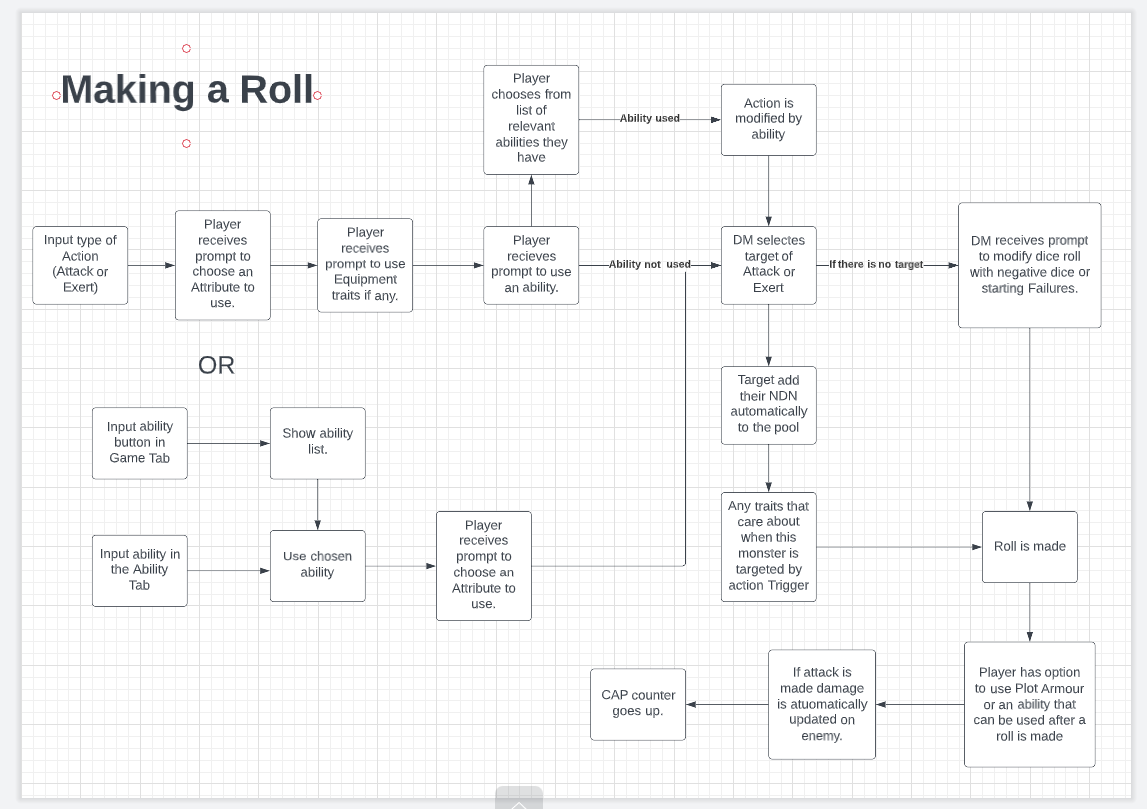 Making a Roll
Player
chooses from
list of
relevant
abilities they
have
Ability used
Action is
modified by
ability
Input type of
Action
(Attack or
Exert)
Player
receives
prompt to
choose an
Attribute to
use.
Player
receives
prompt to use
Equipment
traits if any.
Player
recieves
prompt to use
an ability.
Ability not used
DM selectes
target of
Attack or
Exert
If there is no target
DM receives prompt
to modify dice roll
with negative dice or
starting Failures.
OR
Target add
their NDN
automatically
to the pool
Input ability
button in
Game Tab
Show ability
list.
Any traits that
care about
when this
monster is
targeted by
action Trigger
Roll is made
Input ability in
the Ability
Tab
Use chosen
ability
Player
receives
prompt to
choose an
Attribute to
use.
CAP counter
goes up.
If attack is
made damage
is atuomatically
updated on
enemy.
Player has option
to use Plot Armour
or an ability that
can be used after a
roll is made